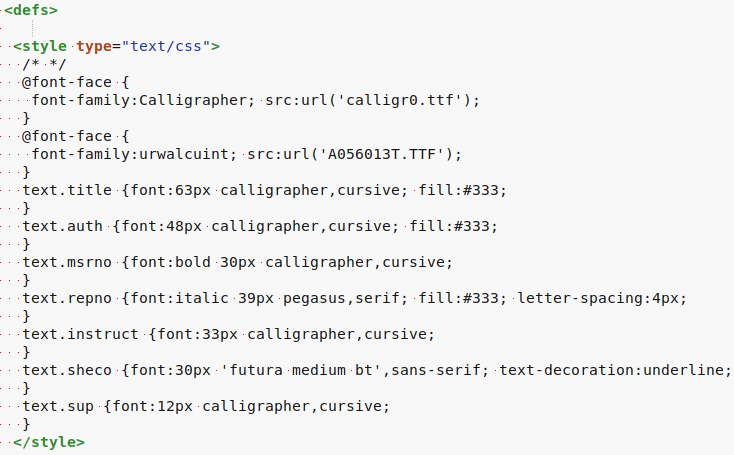 <defs>
<style type="text/css">
/* */
@font-face {
font-family:Calligrapher; src:url('calligr0.ttf');
}
@font-face {
font-family:urwalcuint; src:url('A056013T.TTF');
}
text.title {font:63px calligrapher,cursive; fill:#333;
}
text.auth {font:48px calligrapher,cursive; fill:#333;
}
text.msrno {font:bold 30px calligrapher,cursive;
}
text.repno {font:italic 39px pegasus,serif; fill:#333; letter-spacing:4px;
}
text.instruct {font:33px calligrapher,cursive;
}
text.sheco {font:30px 'futura medium bt',sans-serif; text-decoration:underline;
}
text.sup {font:12px calligrapher,cursive;
}
</style>